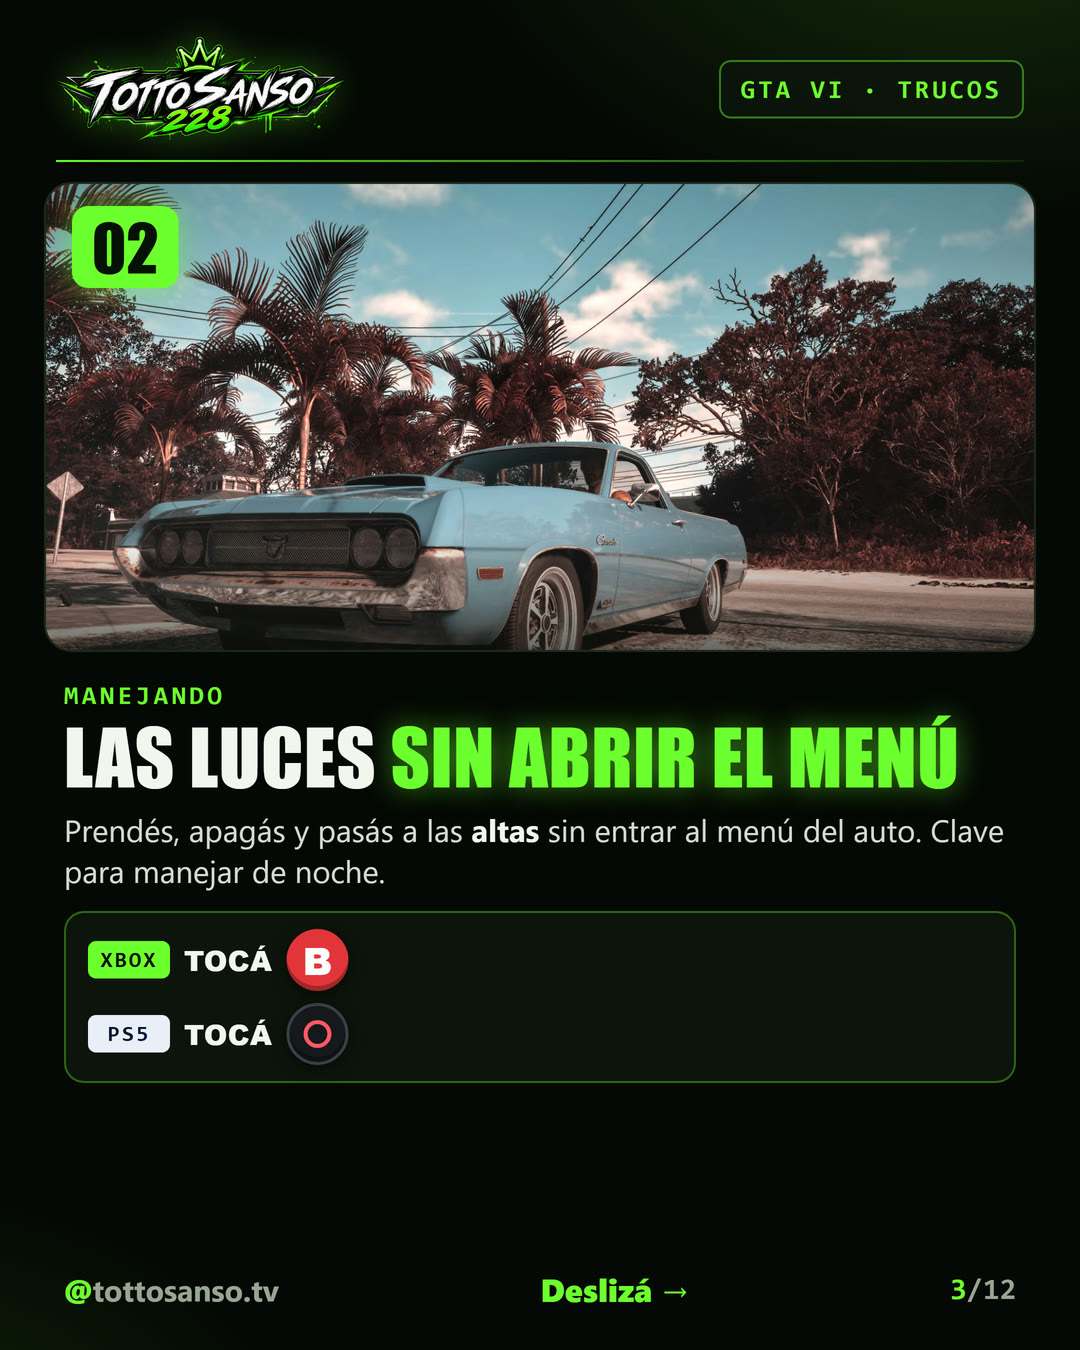 TOTTOSANSO
228
GTA VI · TRUCOS
02
MANEJANDO
LAS LUCES SIN ABRIR EL MENÚ
Prendés, apagás y pasás a las altas sin entrar al menú del auto. Clave
para manejar de noche.
XBOX TOCÁ B
PS5 TOCÁ
@tottosanso.tv
Deslizá →
3/12